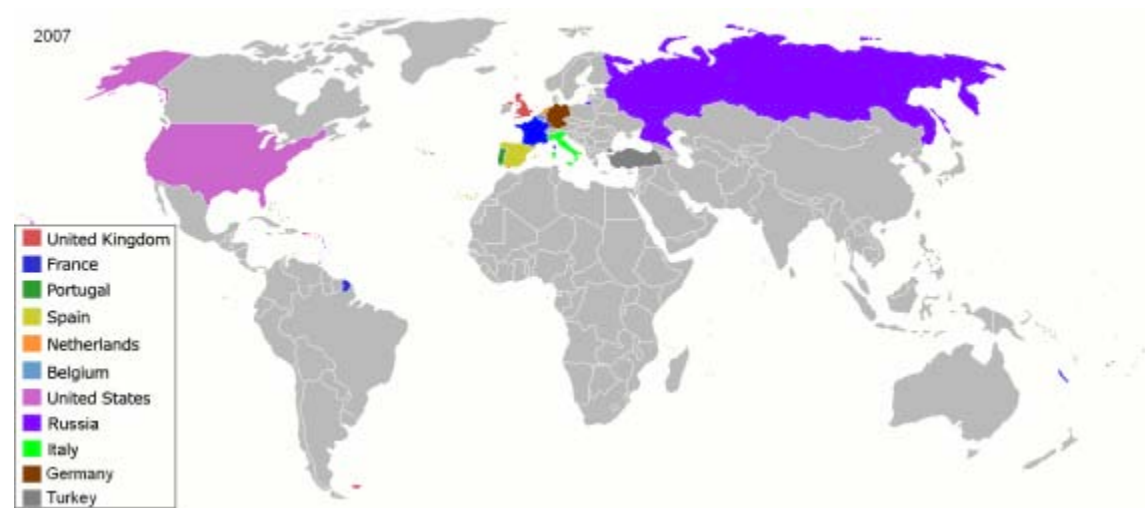 2007
United Kingdom
France
Portugal
Spain
Netherlands
Belgium
United States
Russia
Italy
Germany
Turkey